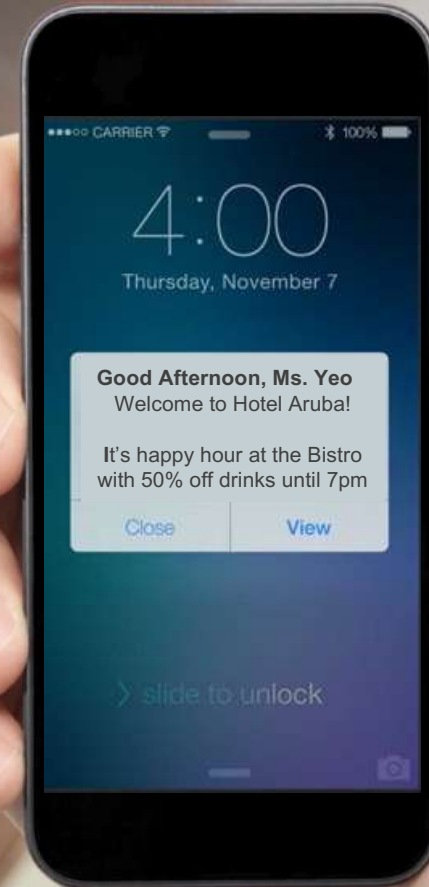 CARRIER 100%
4:00
Thursday, November 7
Good Afternoon, Ms. Yeo
Welcome to Hotel Aruba!
It's happy hour at the Bistro
with 50% off drinks until 7pm
Close View
> slide to unlock